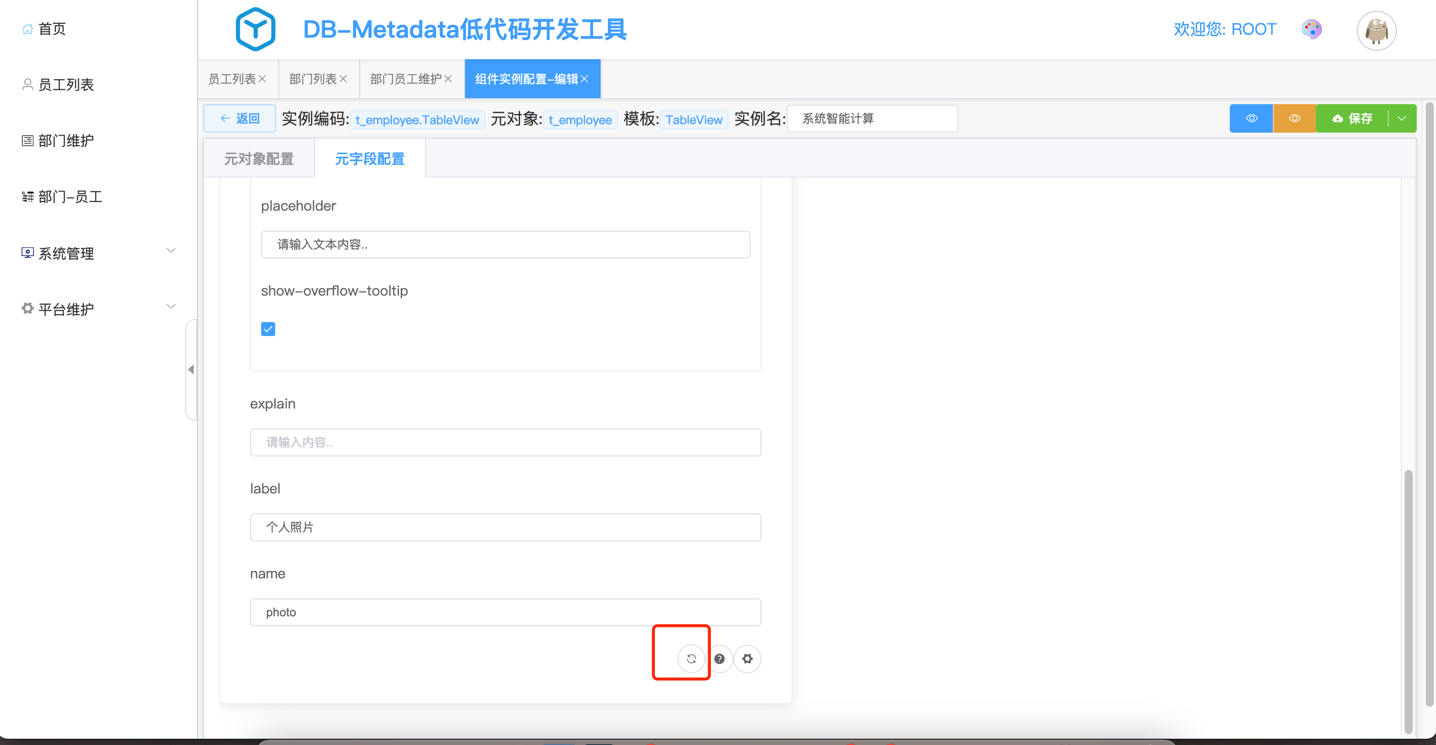 首页
员工列表
部门维护
部门-员工
系统管理
平台维护
DB-Metadata低代码开发工具
欢迎您: ROOT
员工列表 部门列表 部门员工维护 组件实例配置-编辑
返回 实例编码: t_employee.TableView 元对象: t_employee 模板: TableView 实例名: 系统智能计算 保存
元对象配置 元字段配置
placeholder
请输入文本内容..
show-overflow-tooltip
explain
请输入内容..
label
个人照片
name
photo